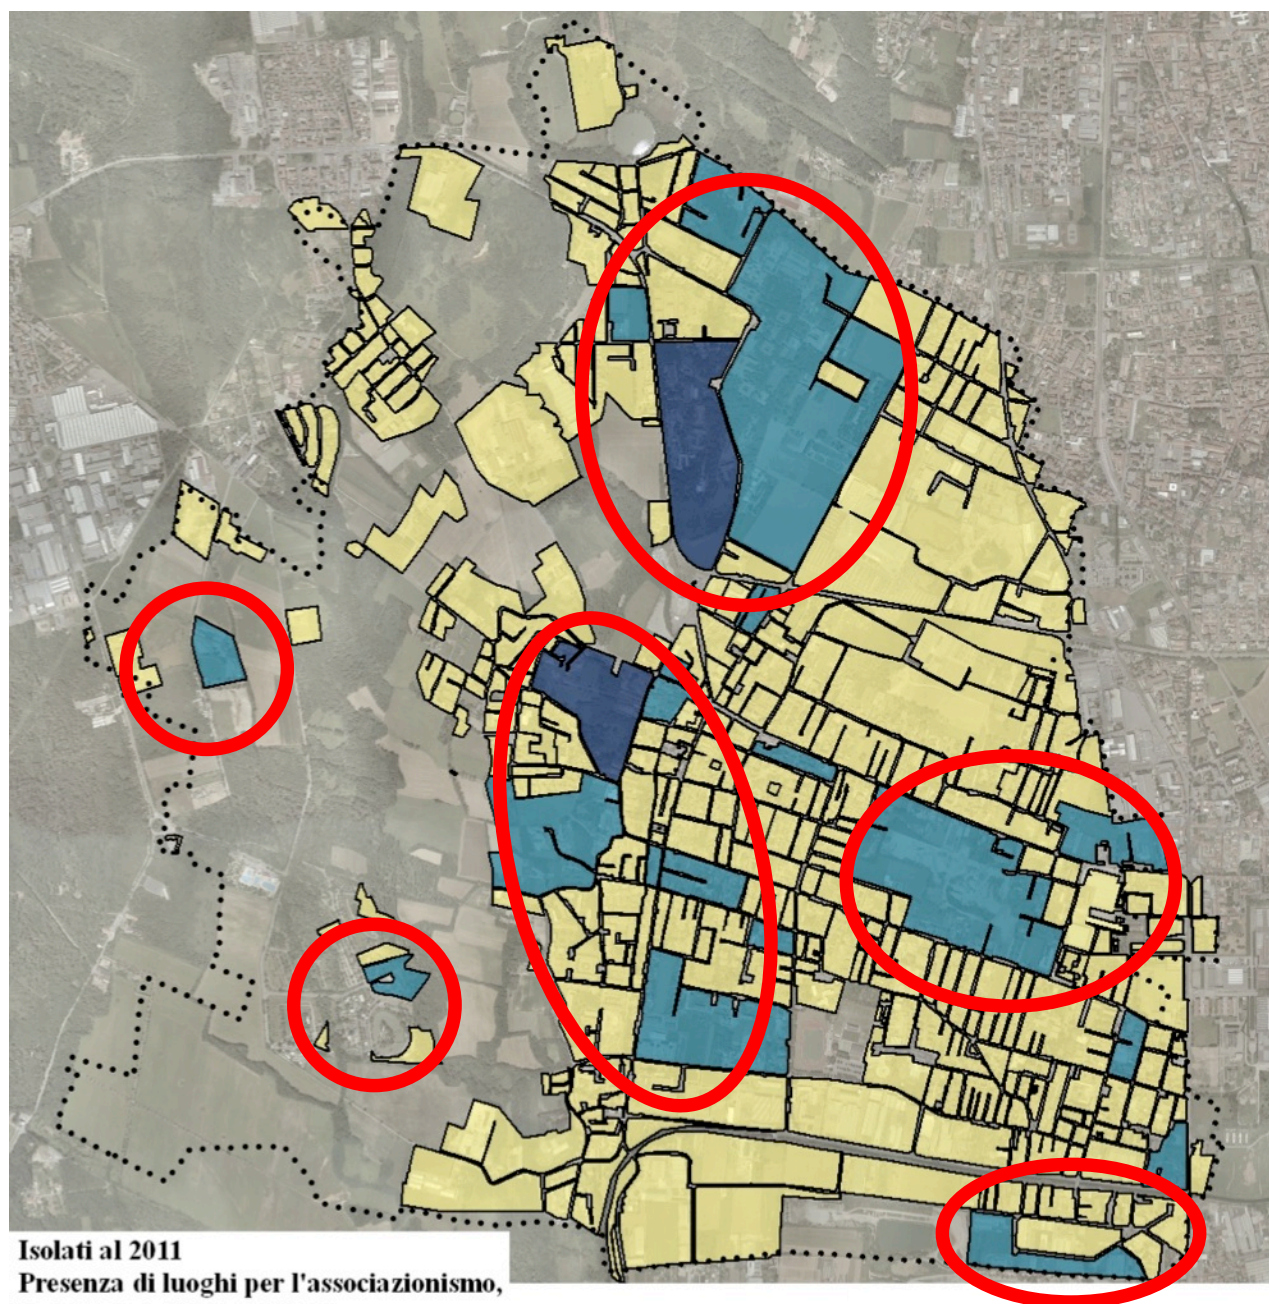 Isolati al 2011
Presenza di luoghi per l'associazionismo,